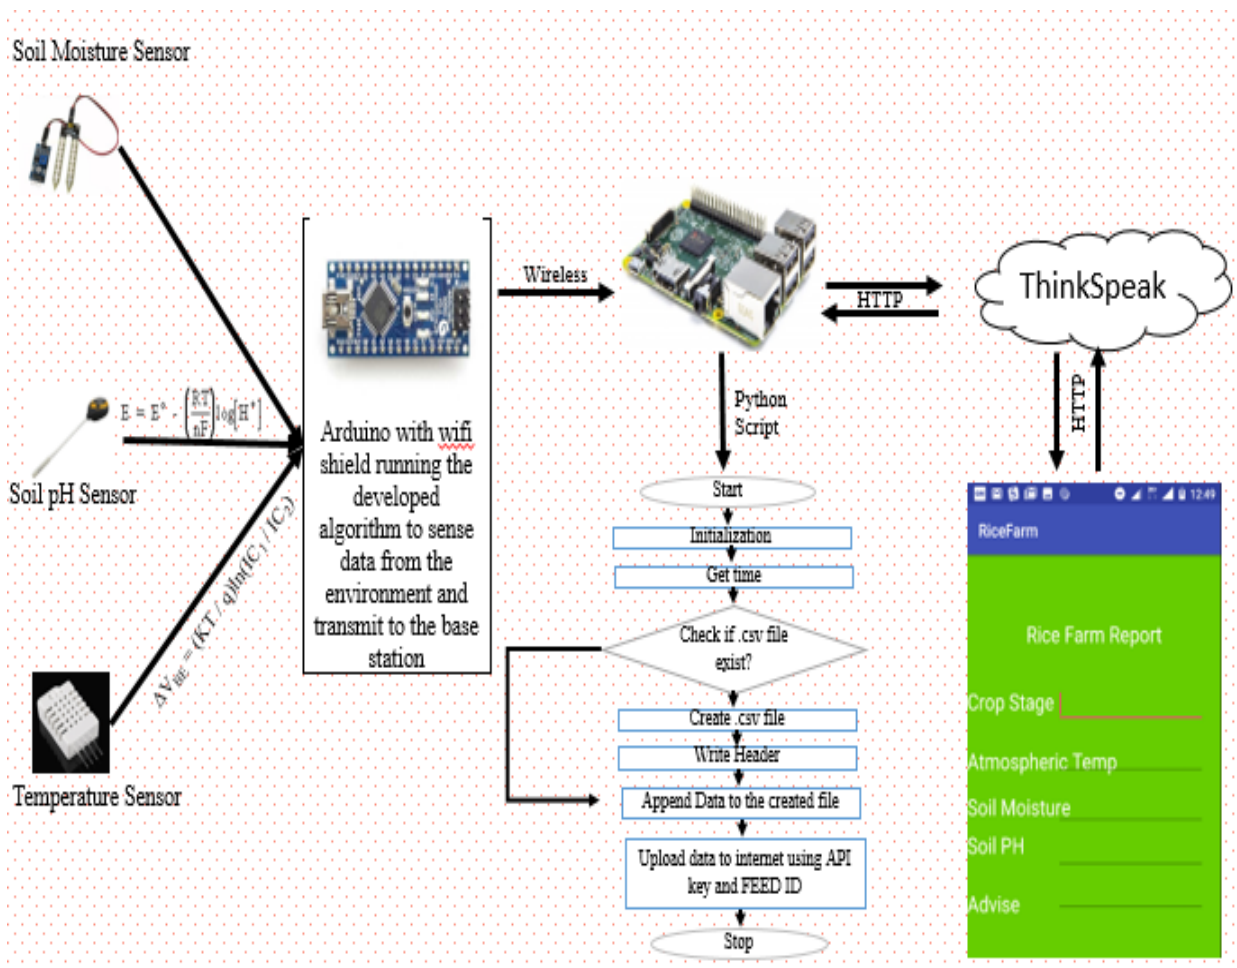 Soil Moisture Sensor
E = E° - (RT/nF) log[H⁺]
Soil pH Sensor
ΔV_BE = (KT / q)ln(IC₁ / IC₂)
Temperature Sensor
Arduino with wifi
shield running the
developed
algorithm to sense
data from the
environment and
transmit to the base
station
Wireless
HTTP
ThinkSpeak
HTTP
Python
Script
Start
Initialization
Get time
Check if .csv file
exist?
Create .csv file
Write Header
Append Data to the created file
Upload data to internet using API
key and FEED ID
Stop
12:49
RiceFarm
Rice Farm Report
Crop Stage
Atmospheric Temp
Soil Moisture
Soil PH
Advise